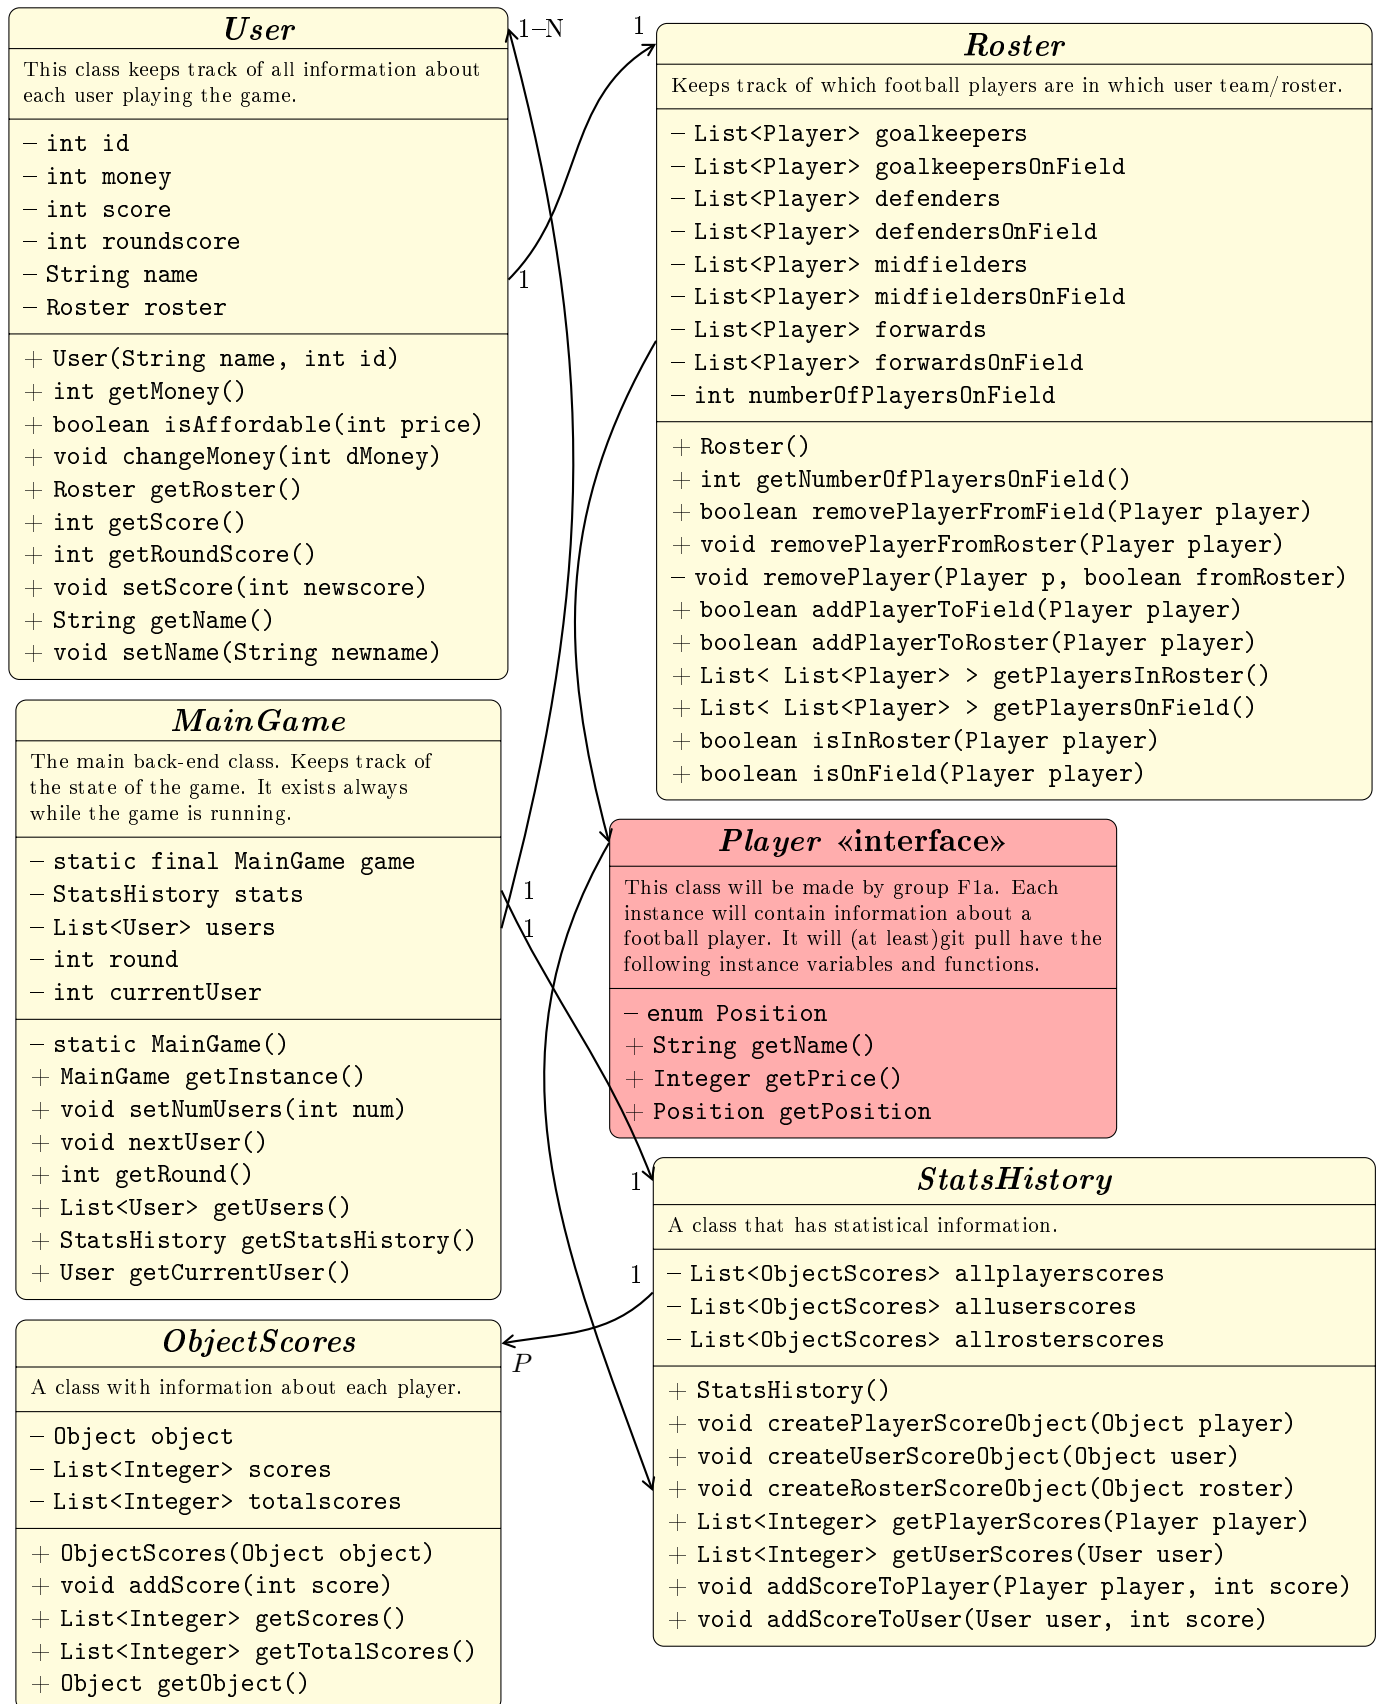 User
This class keeps track of all information about
each user playing the game.
− int id
− int money
− int score
− int roundscore
− String name
− Roster roster
+ User(String name, int id)
+ int getMoney()
+ boolean isAffordable(int price)
+ void changeMoney(int dMoney)
+ Roster getRoster()
+ int getScore()
+ int getRoundScore()
+ void setScore(int newscore)
+ String getName()
+ void setName(String newname)
1–N
1
1
Roster
Keeps track of which football players are in which user team/roster.
− List<Player> goalkeepers
− List<Player> goalkeepersOnField
− List<Player> defenders
− List<Player> defendersOnField
− List<Player> midfielders
− List<Player> midfieldersOnField
− List<Player> forwards
− List<Player> forwardsOnField
− int numberOfPlayersOnField
+ Roster()
+ int getNumberOfPlayersOnField()
+ boolean removePlayerFromField(Player player)
+ void removePlayerFromRoster(Player player)
− void removePlayer(Player p, boolean fromRoster)
+ boolean addPlayerToField(Player player)
+ boolean addPlayerToRoster(Player player)
+ List< List<Player> > getPlayersInRoster()
+ List< List<Player> > getPlayersOnField()
+ boolean isInRoster(Player player)
+ boolean isOnField(Player player)
MainGame
The main back-end class. Keeps track of
the state of the game. It exists always
while the game is running.
− static final MainGame game
− StatsHistory stats
− List<User> users
− int round
− int currentUser
− static MainGame()
+ MainGame getInstance()
+ void setNumUsers(int num)
+ void nextUser()
+ int getRound()
+ List<User> getUsers()
+ StatsHistory getStatsHistory()
+ User getCurrentUser()
1
1
Player «interface»
This class will be made by group F1a. Each
instance will contain information about a
football player. It will (at least)git pull have the
following instance variables and functions.
− enum Position
+ String getName()
+ Integer getPrice()
+ Position getPosition
1
1
P
StatsHistory
A class that has statistical information.
− List<ObjectScores> allplayerscores
− List<ObjectScores> alluserscores
− List<ObjectScores> allrosterscores
+ StatsHistory()
+ void createPlayerScoreObject(Object player)
+ void createUserScoreObject(Object user)
+ void createRosterScoreObject(Object roster)
+ List<Integer> getPlayerScores(Player player)
+ List<Integer> getUserScores(User user)
+ void addScoreToPlayer(Player player, int score)
+ void addScoreToUser(User user, int score)
ObjectScores
A class with information about each player.
− Object object
− List<Integer> scores
− List<Integer> totalscores
+ ObjectScores(Object object)
+ void addScore(int score)
+ List<Integer> getScores()
+ List<Integer> getTotalScores()
+ Object getObject()